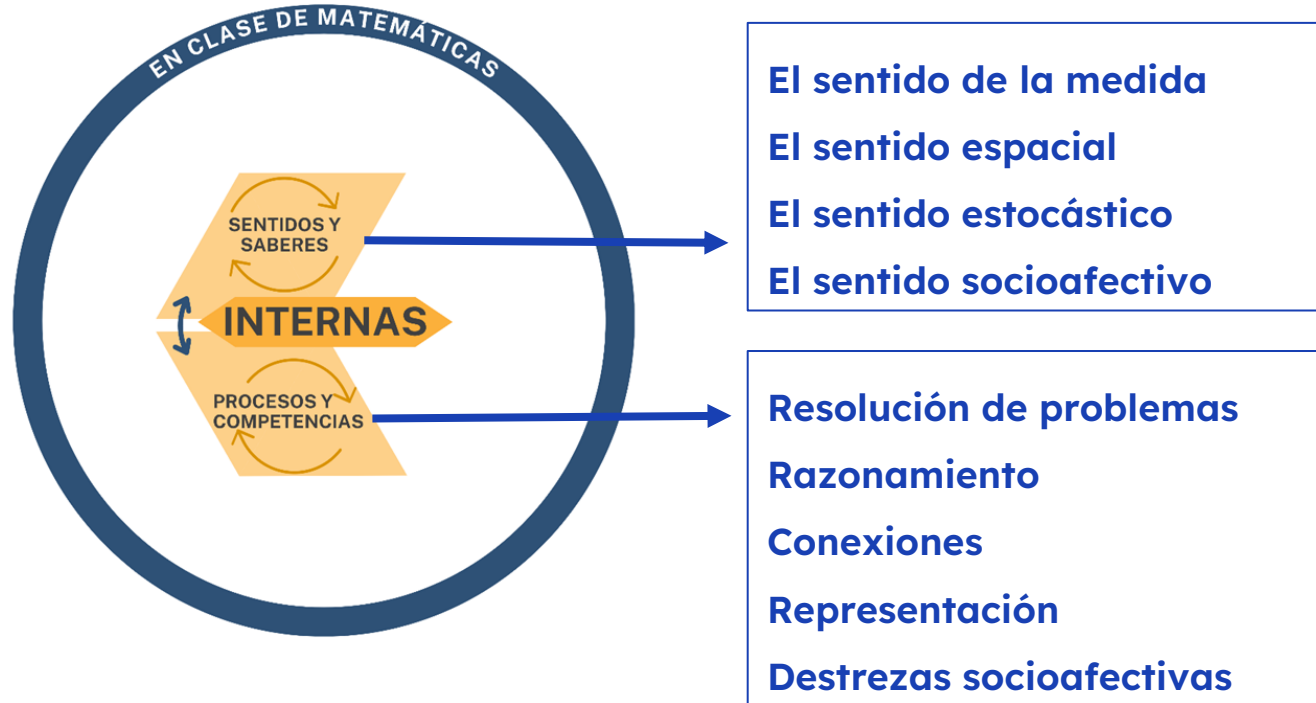 EN CLASE DE MATEMÁTICAS
SENTIDOS Y
SABERES
INTERNAS
PROCESOS Y
COMPETENCIAS
El sentido de la medida
El sentido espacial
El sentido estocástico
El sentido socioafectivo
Resolución de problemas
Razonamiento
Conexiones
Representación
Destrezas socioafectivas